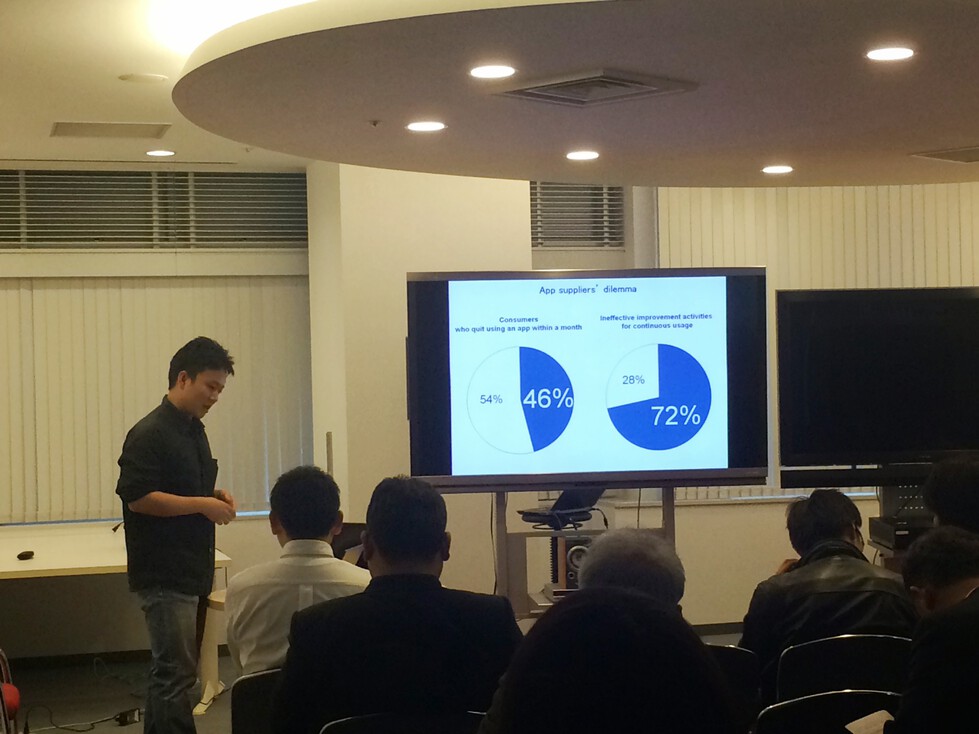 App suppliers' dilemma
Consumers
who quit using an app within a month
54%
46%
Ineffective improvement activities
for continuous usage
28%
72%